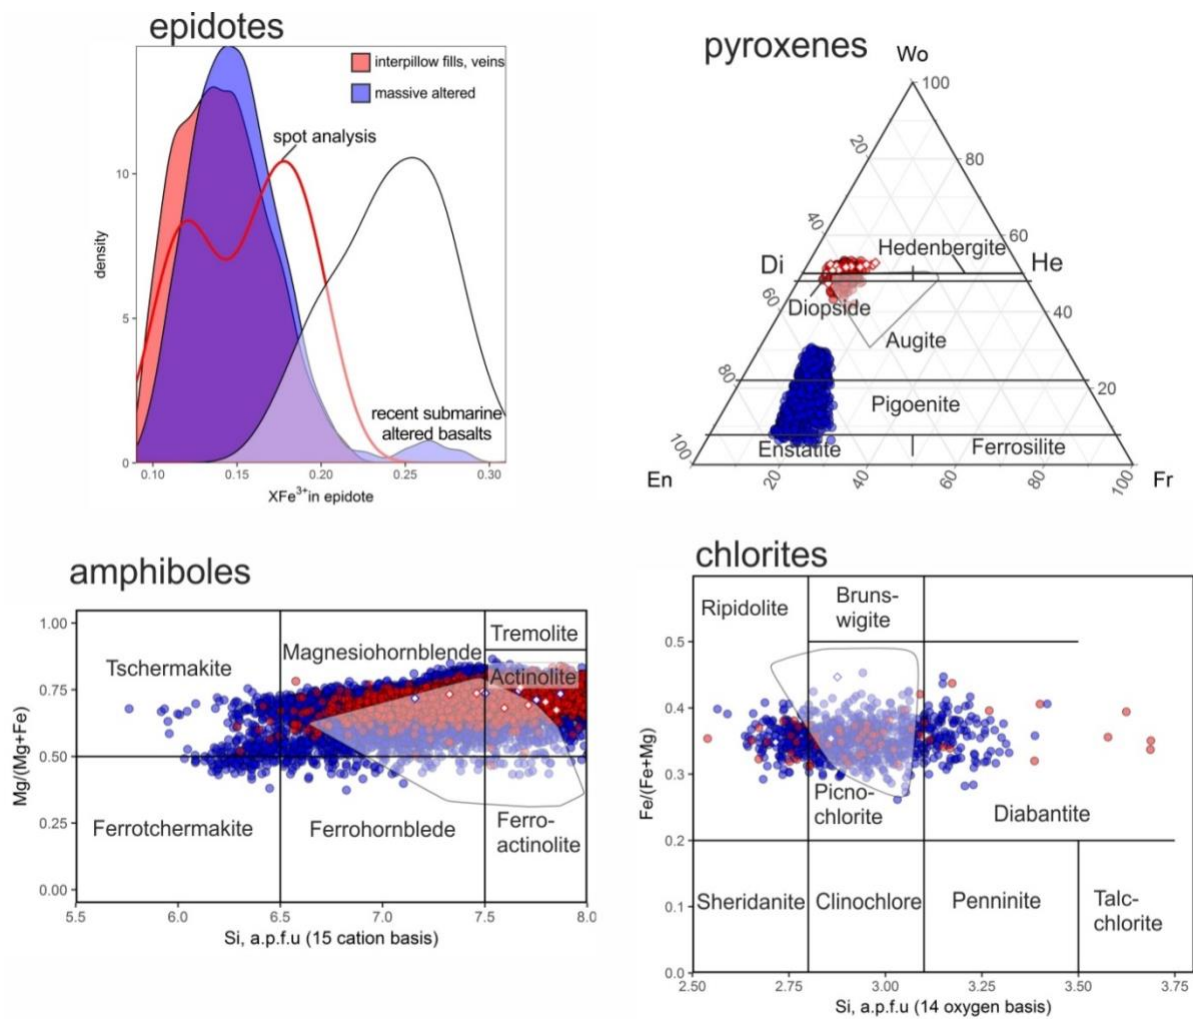 epidotes
interpillow fills, veins
massive altered
spot analysis
recent submarine
altered basalts
density
10
5
0
0.10
0.15
0.20
0.25
0.30
XFe3+in epidote
pyroxenes
Wo
100
80
60
40
20
20
40
60
80
100
Di
He
Hedenbergite
Diopside
Augite
Pigoenite
Enstatite
Ferrosilite
En
Fr
20
40
60
80
100
amphiboles
1.00
0.75
0.50
0.25
0.00
Mg/(Mg+Fe)
Tschermakite
Magnesiohornblende
Tremolite
Actinolite
Ferrotchermakite
Ferrohornblede
Ferro-
actinolite
5.5
6.0
6.5
7.0
7.5
8.0
Si, a.p.f.u (15 cation basis)
chlorites
0.5
0.4
0.3
0.2
0.1
0.0
Fe/(Fe+Mg)
Ripidolite
Bruns-
wigite
Picno-
chlorite
Diabantite
Sheridanite
Clinochlore
Penninite
Talc-
chlorite
2.50
2.75
3.00
3.25
3.50
3.75
Si, a.p.f.u (14 oxygen basis)